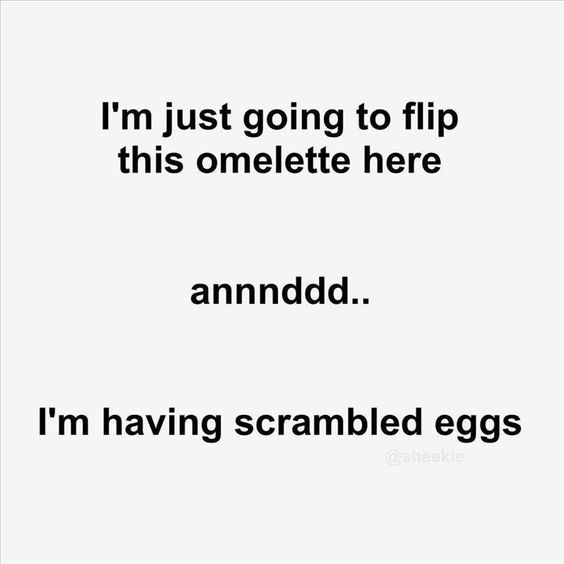 I'm just going to flip
this omelette here
annnddd..
I'm having scrambled eggs
@sheekie